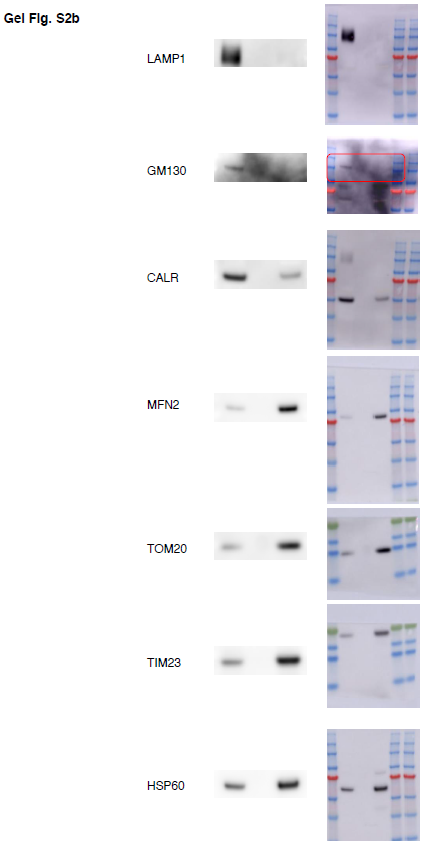 Gel Fig. S2b
LAMP1
GM130
CALR
MFN2
TOM20
TIM23
HSP60